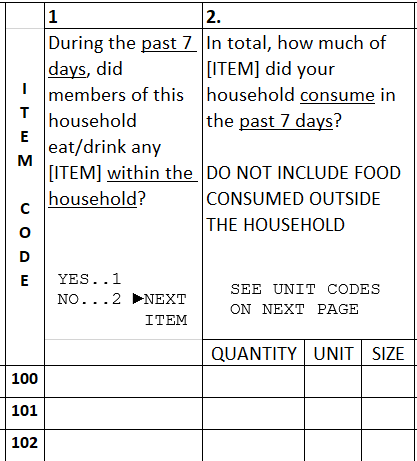 ITEM CODE
1
During the past 7
days, did
members of this
household
eat/drink any
[ITEM] within the
household?
YES..1
NO...2 ►NEXT
ITEM
2.
In total, how much of
[ITEM] did your
household consume in
the past 7 days?
DO NOT INCLUDE FOOD
CONSUMED OUTSIDE
THE HOUSEHOLD
SEE UNIT CODES
ON NEXT PAGE
QUANTITY UNIT SIZE
100
101
102